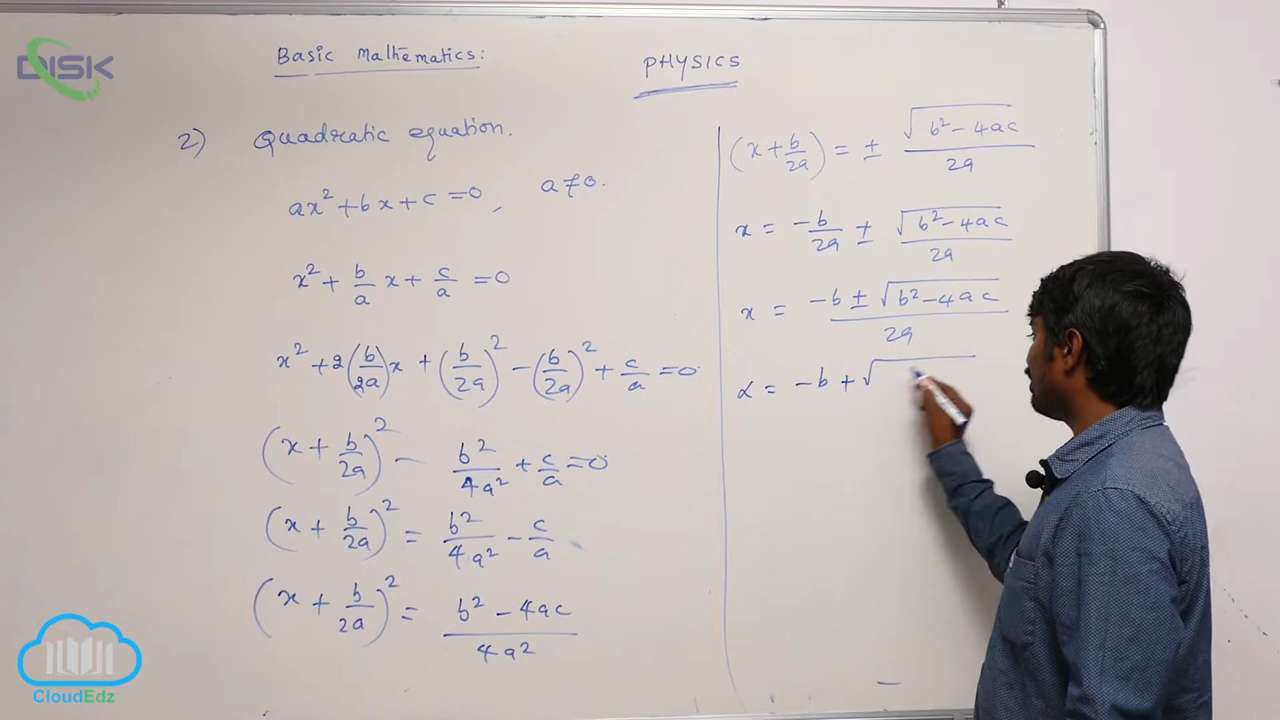 DISK
Basic Mathematics:
PHYSICS
2) Quadratic equation.
ax² + bx + c = 0, a ≠ 0.
x² + b/a x + c/a = 0
x² + 2(b/2a)x + (b/2a)² - (b/2a)² + c/a = 0
(x + b/2a)² - b²/4a² + c/a = 0
(x + b/2a)² = b²/4a² - c/a
(x + b/2a)² = b² - 4ac / 4a²
(x + b/2a) = ± √b² - 4ac / 2a
x = -b/2a ± √b² - 4ac / 2a
x = -b ± √b² - 4ac / 2a
α = -b + √
CloudEdz